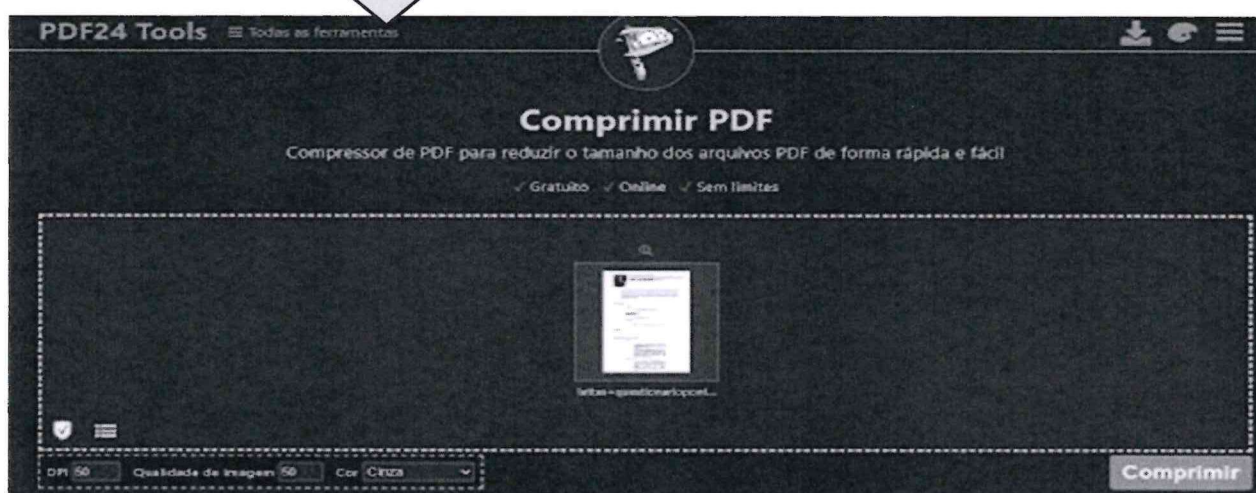 PDF24 Tools Todas as ferramentas
Comprimir PDF
Compressor de PDF para reduzir o tamanho dos arquivos PDF de forma rápida e fácil
✓ Gratuito ✓ Online ✓ Sem limites
DPI 50 Qualidade de imagem 50 Cor Cinza
Comprimir